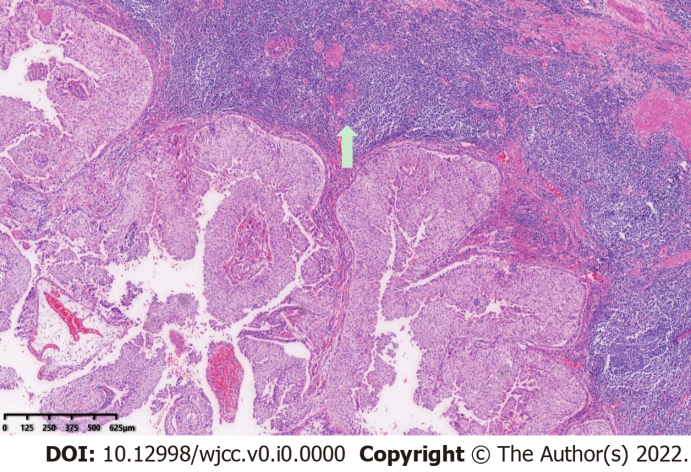 0 125 250 375 500 625μm
DOI: 10.12998/wjcc.v0.i0.0000 Copyright © The Author(s) 2022.